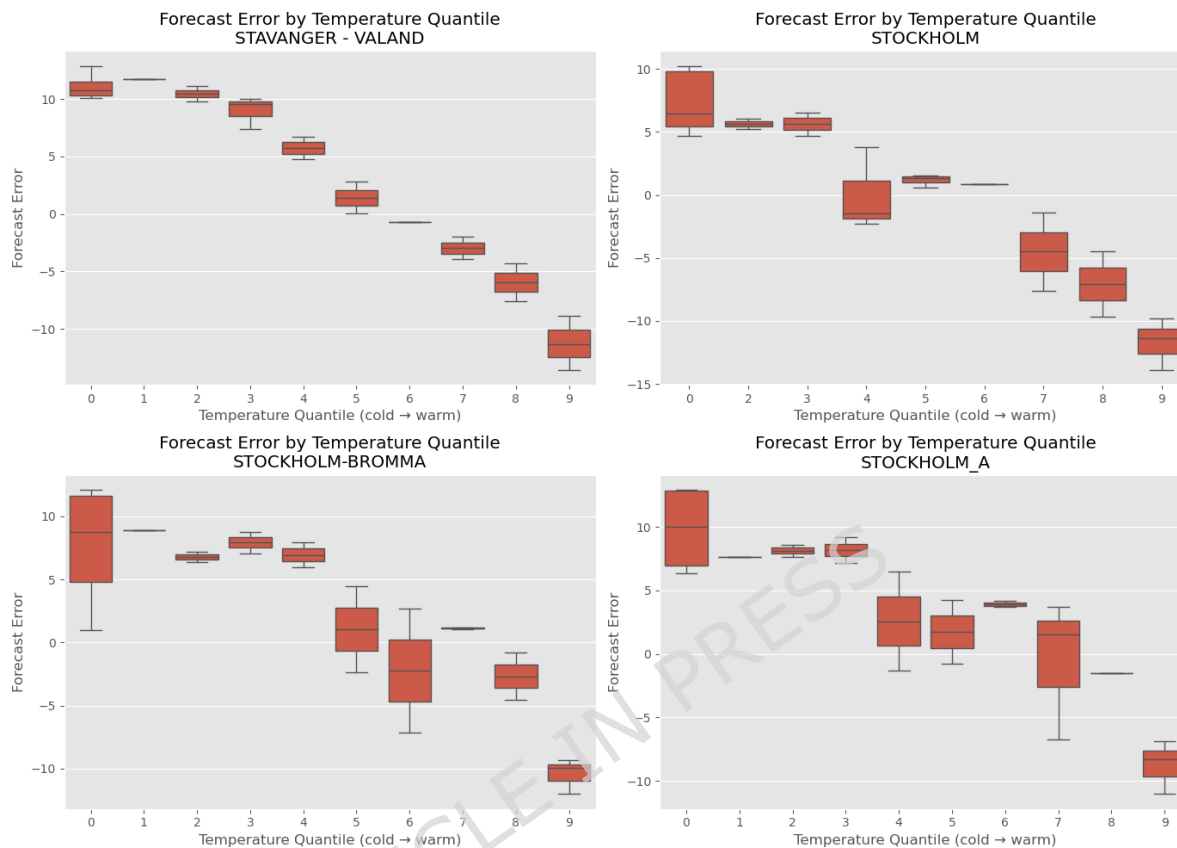 Forecast Error by Temperature Quantile
STAVANGER - VALAND
Forecast Error
10
5
0
−5
−10
0 1 2 3 4 5 6 7 8 9
Temperature Quantile (cold → warm)
Forecast Error by Temperature Quantile
STOCKHOLM
Forecast Error
10
5
0
−5
−10
−15
0 2 3 4 5 6 7 8 9
Temperature Quantile (cold → warm)
Forecast Error by Temperature Quantile
STOCKHOLM-BROMMA
Forecast Error
10
5
0
−5
−10
0 1 2 3 4 5 6 7 8 9
Temperature Quantile (cold → warm)
Forecast Error by Temperature Quantile
STOCKHOLM_A
Forecast Error
10
5
0
−5
−10
0 1 2 3 4 5 6 7 8 9
Temperature Quantile (cold → warm)
CLE IN PRESS